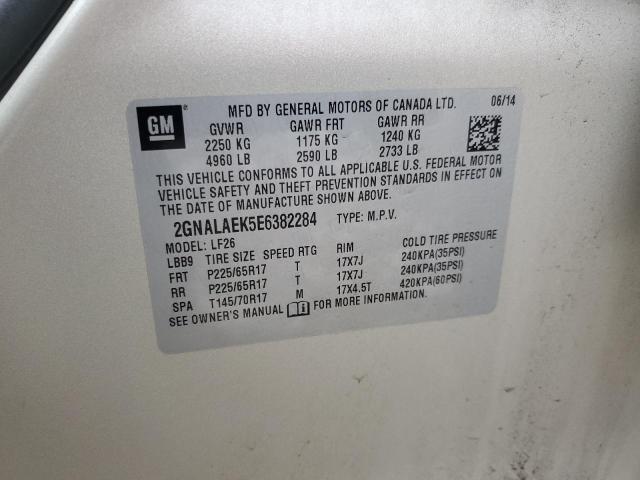 GM ® MFD BY GENERAL MOTORS OF CANADA LTD. 06/14
GVWR GAWR FRT GAWR RR
2250 KG 1175 KG 1240 KG
4960 LB 2590 LB 2733 LB
THIS VEHICLE CONFORMS TO ALL APPLICABLE U.S. FEDERAL MOTOR
VEHICLE SAFETY AND THEFT PREVENTION STANDARDS IN EFFECT ON
THE DATE OF MANUFACTURE SHOWN ABOVE.
2GNALAEK5E6382284 TYPE: M.P.V.
MODEL: LF26
LBB9 TIRE SIZE SPEED RTG RIM COLD TIRE PRESSURE
FRT P225/65R17 T 17X7J 240KPA(35PSI)
RR P225/65R17 T 17X7J 240KPA(35PSI)
SPA T145/70R17 M 17X4.5T 420KPA(60PSI)
SEE OWNER'S MANUAL FOR MORE INFORMATION